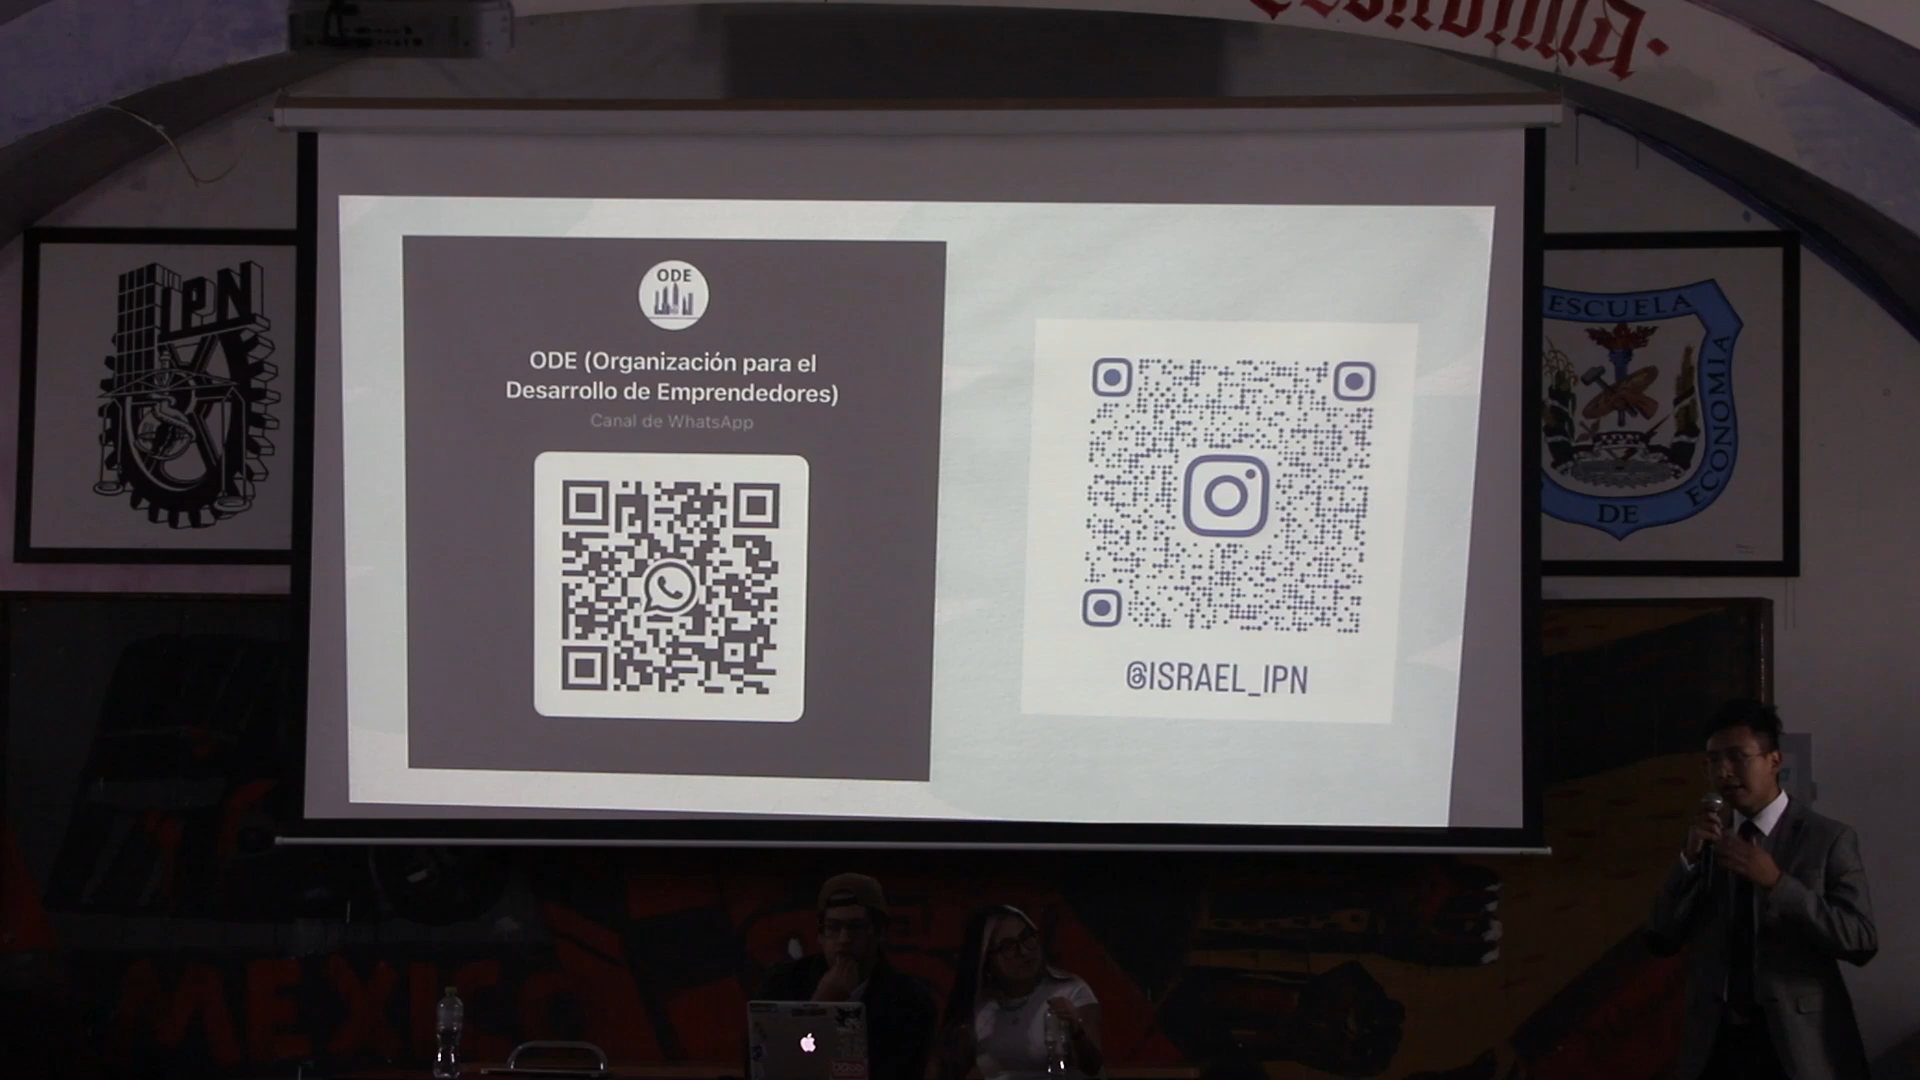 IPN
ODE
ODE (Organización para el
Desarrollo de Emprendedores)
Canal de WhatsApp
@ISRAEL_IPN
ESCUELA
DE
ECONOMIA
MEXICO